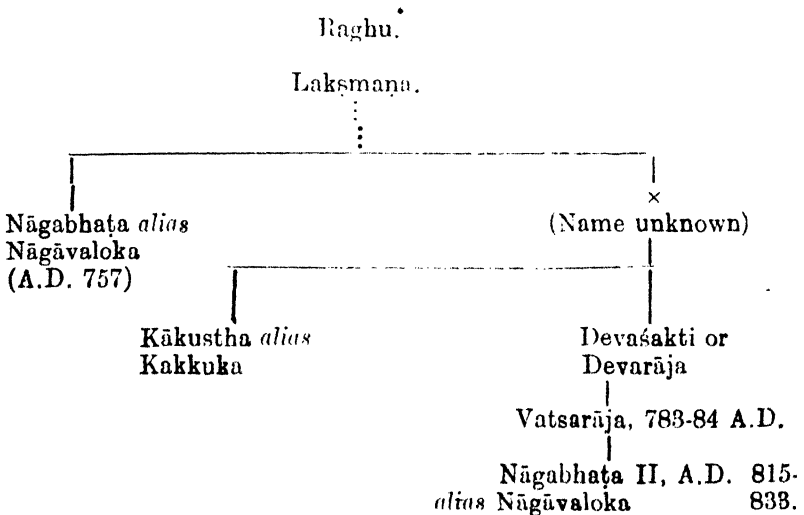 Raghu.
Lakṣmaṇa.
×
Nāgabhaṭa alias
Nāgāvaloka
(A.D. 757)
(Name unknown)
Kākustha alias
Kakkuka
Devaśakti or
Devarāja
Vatsarāja, 783-84 A.D.
Nāgabhaṭa II, A.D. 815-
alias Nāgāvaloka 833.